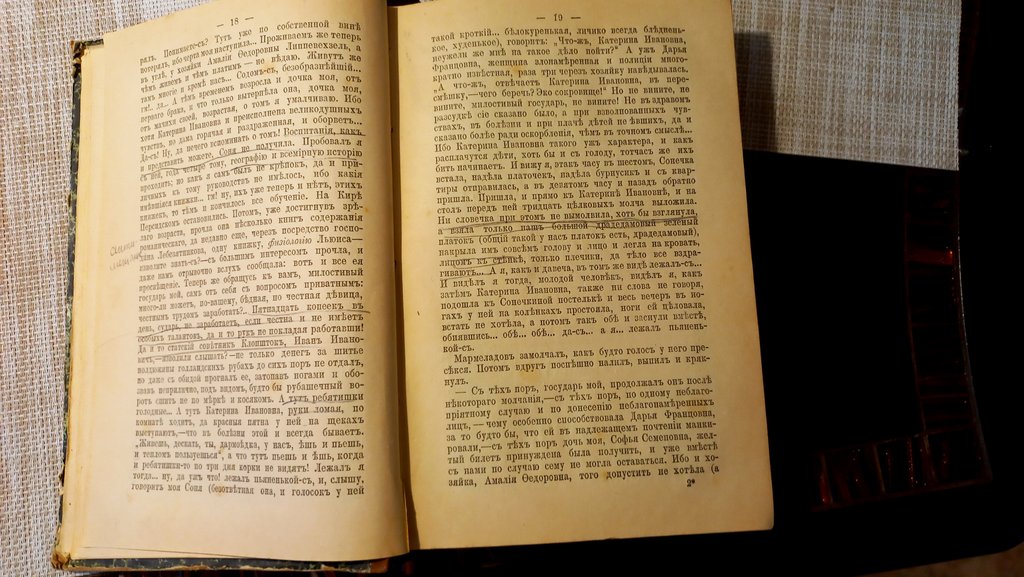 — 18 —
рялъ. Понимаете-съ? Тутъ ужо по собственной винѣ
потерялъ, ибо черта моя наступила... Проживаемъ же теперь
въ углѣ, у хозяйки Амаліи Ѳедоровны Липпевехзель, а
чѣмъ живемъ и чѣмъ платимъ — не вѣдаю. Живутъ же
тамъ многіе и кромѣ насъ... Содомъ-съ, безобразнѣйшій...
гм!.. да... А тѣмъ временемъ возросла и дочка моя, отъ
перваго брака, и что только вытерпѣла она, дочка моя,
отъ мачихи своей, возрастая, о томъ я умалчиваю. Ибо
хотя Катерина Ивановна и преисполнена великодушныхъ
чувствъ, но дама горячая и раздраженная, и оборветъ...
Да-съ! Ну, да нечего вспоминать о томъ! Воспитанія, какъ
и представить можете, Соня не получила. Пробовалъ я
съ ней, года четыре тому, географію и всемірную исторію
проходить; но какъ я самъ былъ не крѣпокъ, да и при-
личныхъ къ тому руководствъ не имѣлось, ибо какія
имѣвшіяся книжки... гм! ну, ихъ уже теперь и нѣтъ, этихъ
книжекъ, то тѣмъ и кончилось все обученіе. На Кирѣ
Персидскомъ остановились. Потомъ, уже достигнувъ зрѣ-
лаго возраста, прочла она нѣсколько книгъ содержанія
романическаго, да недавно еще, черезъ посредство госпо-
дина Лебезятникова, одну книжку, физіологію Льюиса—
изволите знать-съ?—съ большимъ интересомъ прочла, и
даже намъ отрывочно вслухъ сообщала: вотъ и все ея
просвѣщеніе. Теперь же обращусь къ вамъ, милостивый
государь мой, самъ отъ себя съ вопросомъ приватнымъ:
много-ли можетъ, по-вашему, бѣдная, но честная дѣвица,
честнымъ трудомъ заработать?.. Пятнадцать копеекъ въ
день, сударь, не заработаетъ, если честна и не имѣетъ
особыхъ талантовъ, да и то рукъ не покладая работавши!
Да и то статскій совѣтникъ Клопштокъ, Иванъ Ивано-
вичъ,—изволили слышать?—не только денегъ за шитье
полдюжины голландскихъ рубахъ до сихъ поръ не отдалъ,
но даже съ обидой прогналъ ее, затопавъ ногами и обо-
звавъ неприлично, подъ видомъ, будто бы рубашечный во-
ротъ сшитъ не по мѣркѣ и косякомъ. А тутъ ребятишки
голодные... А тутъ Катерина Ивановна, руки ломая, по
комнатѣ ходитъ, да красныя пятна у ней на щекахъ
выступаютъ,—что въ болѣзни этой и всегда бываетъ.
„Живешь, дескать, ты, дармоѣдка, у насъ, ѣшь и пьешь,
и тепломъ пользуешься“, а что тутъ пьешь и ѣшь, когда
и ребятишки-то по три дня корки не видятъ! Лежалъ я
тогда... ну, да ужъ что! лежалъ пьяненькой-съ, и, слышу,
говоритъ моя Соня (безотвѣтная она, и голосокъ у ней
— 19 —
такой кроткій... бѣлокуренькая, личико всегда блѣднень-
кое, худенькое), говоритъ: „Что-жъ, Катерина Ивановна,
неужели же мнѣ на такое дѣло пойти?“ А ужъ Дарья
Францовна, женщина злонамѣренная и полиціи много-
кратно извѣстная, раза три черезъ хозяйку навѣдывалась.
„А что-жъ, отвѣчаетъ Катерина Ивановна, въ пере-
смѣшку,—чего беречь? Эко сокровище!“ Но не вините, не
вините, милостивый государь, не вините! Не въ здравомъ
разсудкѣ сіе сказано было, а при взволнованныхъ чув-
ствахъ, въ болѣзни и при плачѣ дѣтей не ѣвшихъ, да и
сказано болѣе ради оскорбленія, чѣмъ въ точномъ смыслѣ...
Ибо Катерина Ивановна такого ужъ характера, и какъ
расплачутся дѣти, хоть бы и съ голоду, тотчасъ же ихъ
бить начинаетъ. И вижу я, этакъ часу въ шестомъ, Сонечка
встала, надѣла платочекъ, надѣла бурнусикъ и съ квар-
тиры отправилась, а въ девятомъ часу и назадъ обратно
пришла. Пришла, и прямо къ Катеринѣ Ивановнѣ, и на
столъ передъ ней тридцать цѣлковыхъ молча выложила.
Ни словечка при этомъ не вымолвила, хоть бы взглянула,
а взяла только нашъ большой драдедамовый зеленый
платокъ (общій такой у насъ платокъ есть, драдедамовый),
накрыла имъ совсѣмъ голову и лицо и легла на кровать,
лицомъ къ стѣнкѣ, только плечики, да тѣло все вздра-
гиваютъ... А я, какъ и давеча, въ томъ же видѣ лежалъ-съ...
И видѣлъ я тогда, молодой человѣкъ, видѣлъ я, какъ
затѣмъ Катерина Ивановна, также ни слова не говоря,
подошла къ Сонечкиной постелькѣ и весь вечеръ въ но-
гахъ у ней на колѣнкахъ простояла, ноги ей цѣловала,
встать не хотѣла, а потомъ такъ обѣ и заснули вмѣстѣ,
обнявшись... обѣ... обѣ... да-съ... а я... лежалъ пьянень-
кой-съ.
Мармеладовъ замолчалъ, какъ будто голосъ у него пре-
сѣкся. Потомъ вдругъ поспѣшно налилъ, выпилъ и кряк-
нулъ.
— Съ тѣхъ поръ, государь мой, продолжалъ онъ послѣ
нѣкотораго молчанія,—съ тѣхъ поръ, по одному неблаго-
пріятному случаю и по донесенію неблагонамѣренныхъ
лицъ,— чему особенно способствовала Дарья Францовна,
за то будто бы, что ей въ надлежащемъ почтеніи манки-
ровали,—съ тѣхъ поръ дочь моя, Софья Семеновна, жел-
тый билетъ принуждена была получить, и уже вмѣстѣ
съ нами по случаю сему не могла оставаться. Ибо и хо-
зяйка, Амалія Ѳедоровна, того допустить не хотѣла (а
2*